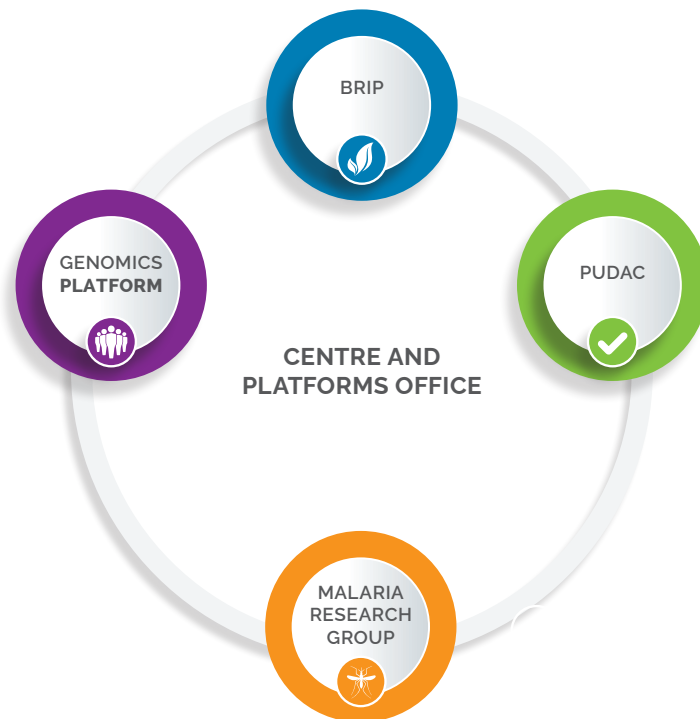 BRIP
GENOMICS
PLATFORM
PUDAC
CENTRE AND
PLATFORMS OFFICE
MALARIA
RESEARCH
GROUP